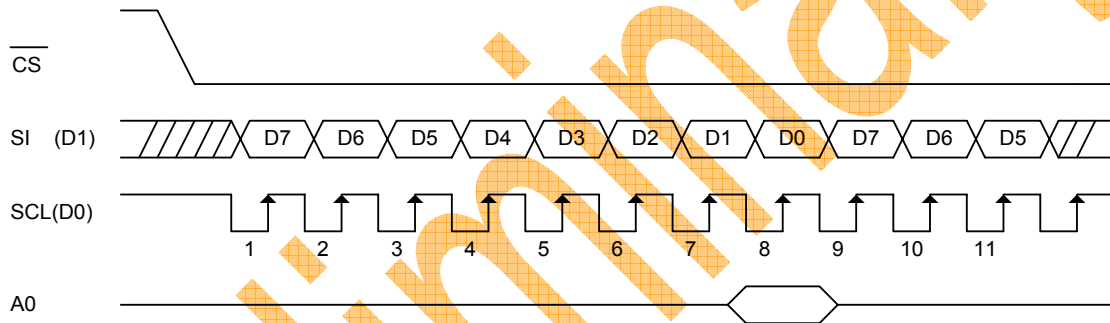 CS
SI (D1) D7 D6 D5 D4 D3 D2 D1 D0 D7 D6 D5
SCL(D0)
1 2 3 4 5 6 7 8 9 10 11
A0